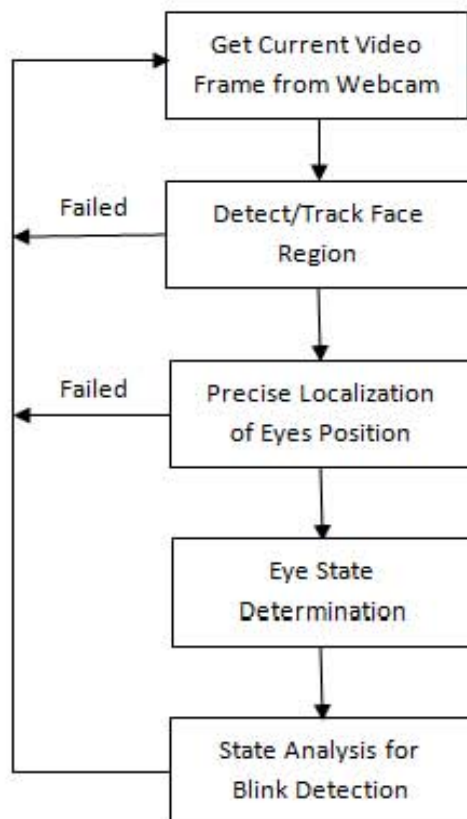 Get Current Video
Frame from Webcam
Failed
Detect/Track Face
Region
Failed
Precise Localization
of Eyes Position
Eye State
Determination
State Analysis for
Blink Detection